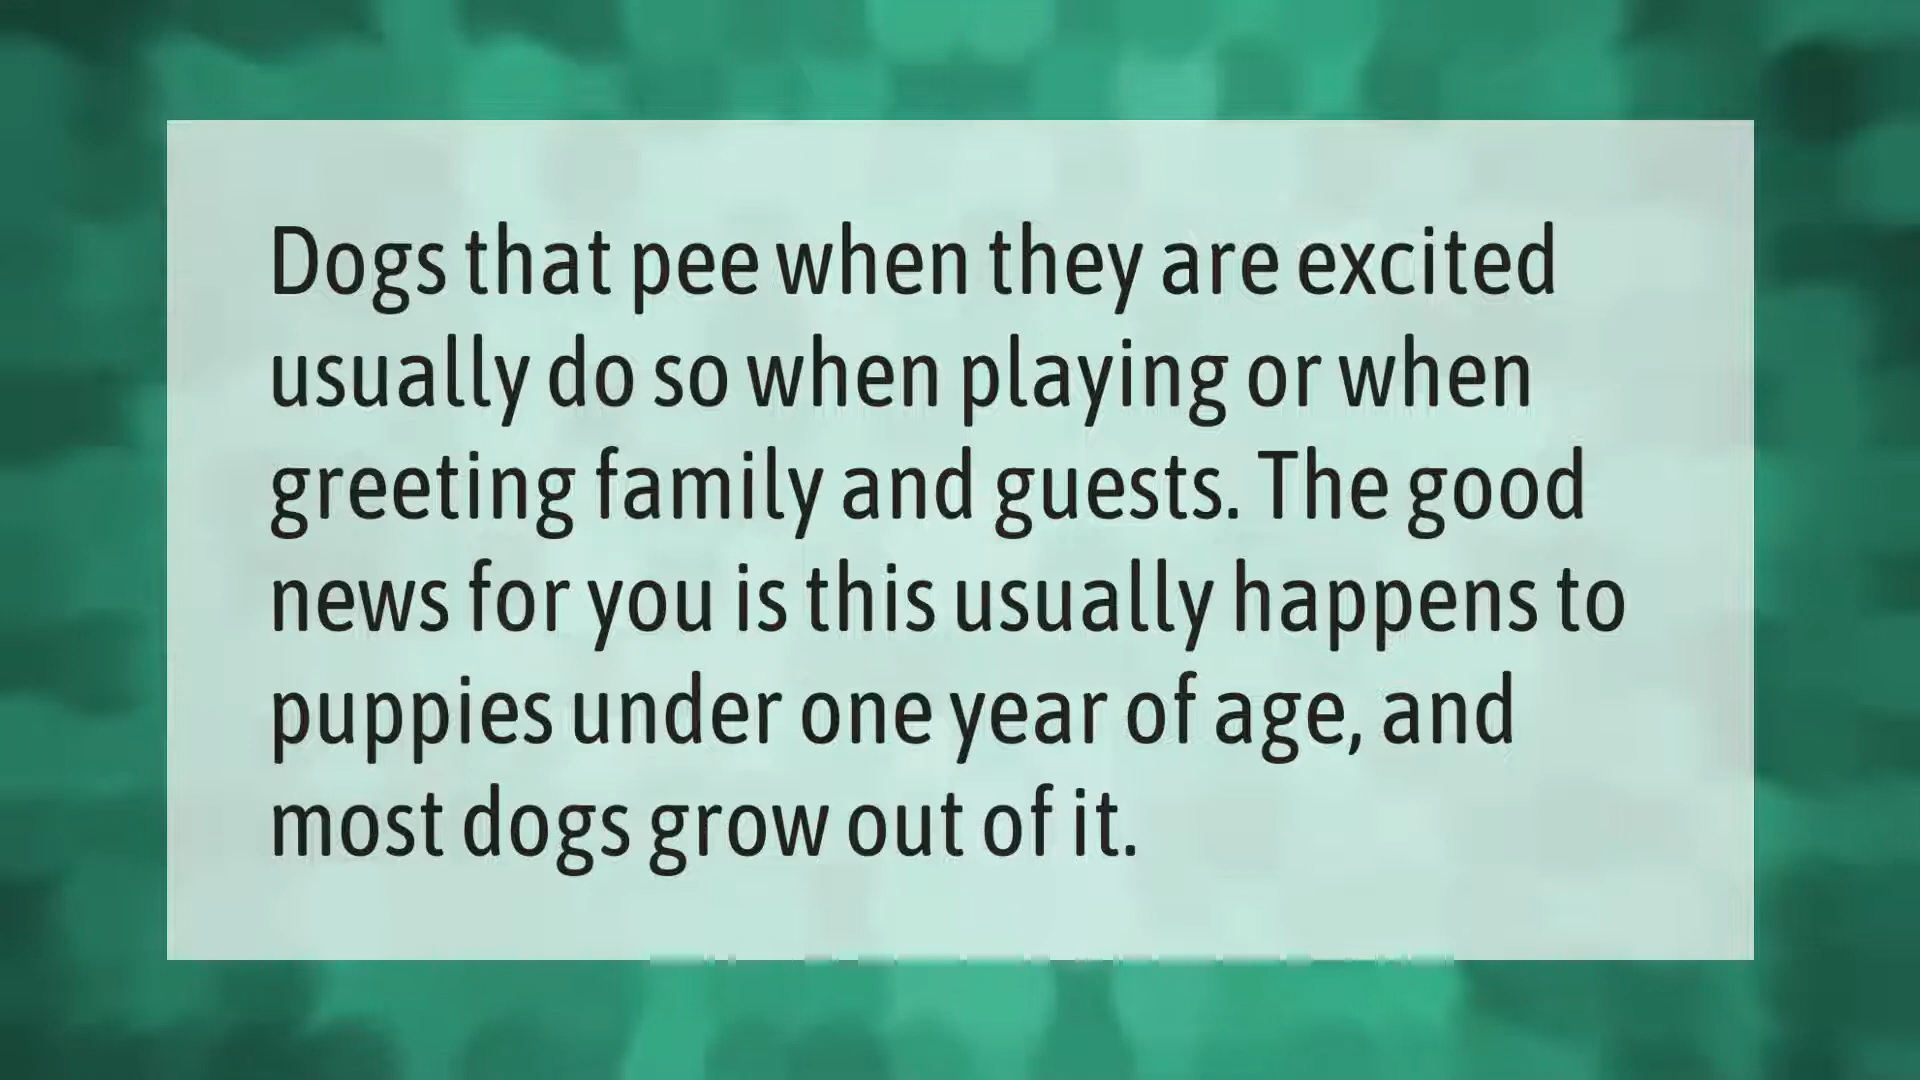 Dogs that pee when they are excited
usually do so when playing or when
greeting family and guests. The good
news for you is this usually happens to
puppies under one year of age, and
most dogs grow out of it.